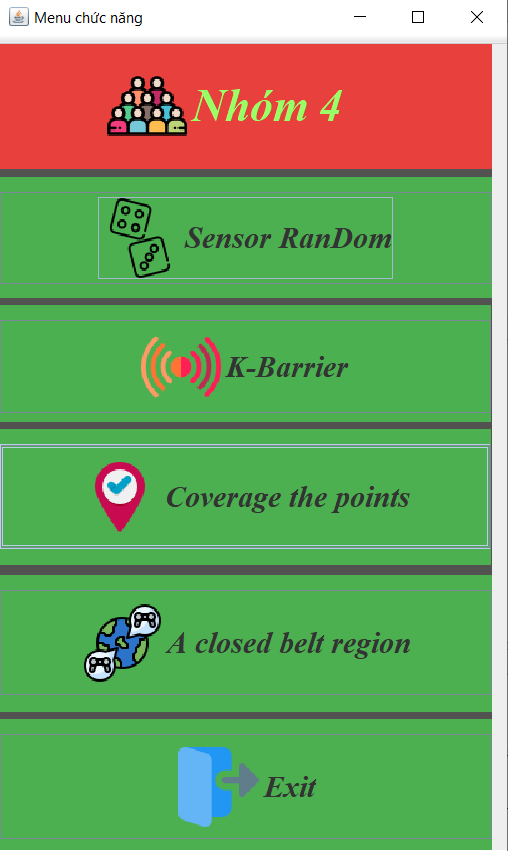 Menu chức năng
Nhóm 4
Sensor RanDom
K-Barrier
Coverage the points
A closed belt region
Exit